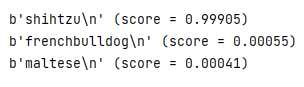 b'shihtzu\n' (score = 0.99905)
b'frenchbulldog\n' (score = 0.00055)
b'maltese\n' (score = 0.00041)